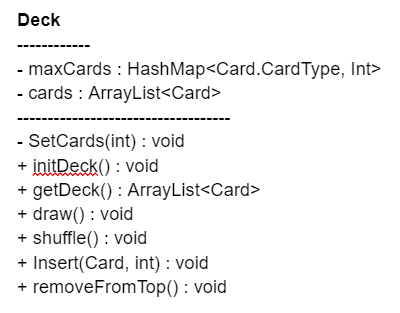 Deck
------------
- maxCards : HashMap<Card.CardType, Int>
- cards : ArrayList<Card>
-----------------------------------
- SetCards(int) : void
+ initDeck() : void
+ getDeck() : ArrayList<Card>
+ draw() : void
+ shuffle() : void
+ Insert(Card, int) : void
+ removeFromTop() : void